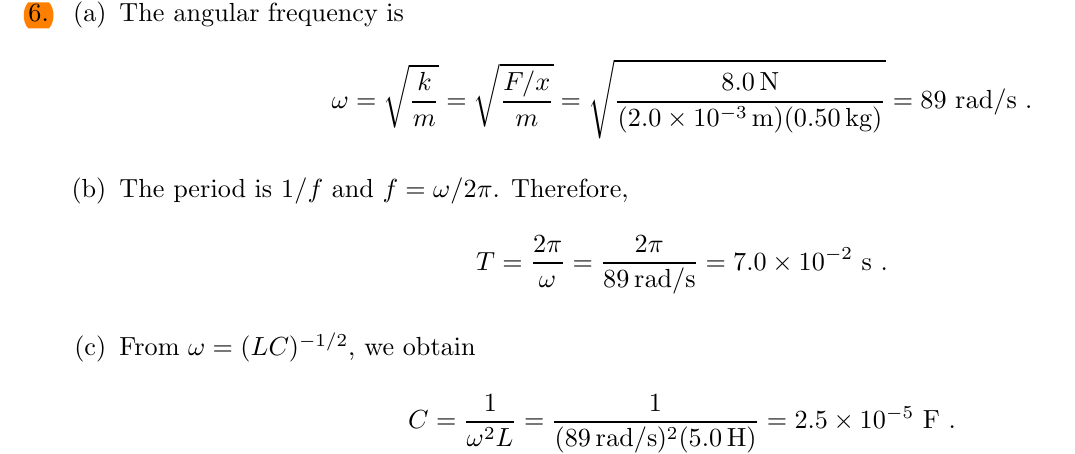 6. (a) The angular frequency is
ω = √(k/m) = √((F/x)/m) = √(8.0 N/((2.0 × 10⁻³ m)(0.50 kg))) = 89 rad/s .
(b) The period is 1/f and f = ω/2π. Therefore,
T = 2π/ω = 2π/(89 rad/s) = 7.0 × 10⁻² s .
(c) From ω = (LC)⁻¹/², we obtain
C = 1/(ω²L) = 1/((89 rad/s)²(5.0 H)) = 2.5 × 10⁻⁵ F .